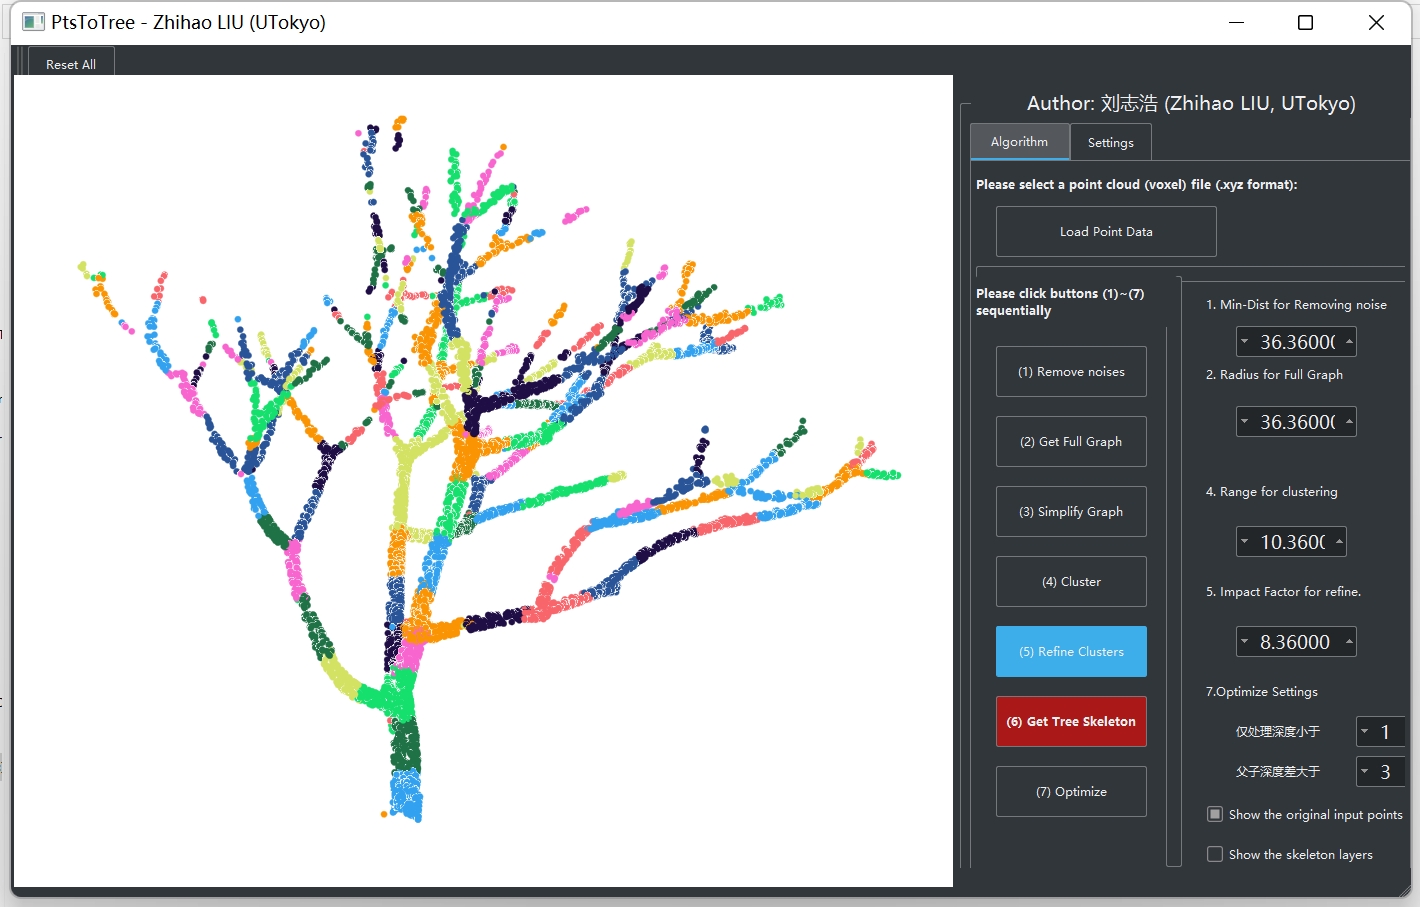 PtsToTree - Zhihao LIU (UTokyo)
Reset All
Author: 刘志浩 (Zhihao LIU, UTokyo)
Algorithm
Settings
Please select a point cloud (voxel) file (.xyz format):
Load Point Data
Please click buttons (1)~(7)
sequentially
(1) Remove noises
(2) Get Full Graph
(3) Simplify Graph
(4) Cluster
(5) Refine Clusters
(6) Get Tree Skeleton
(7) Optimize
1. Min-Dist for Removing noise
36.3600
2. Radius for Full Graph
36.3600
4. Range for clustering
10.360
5. Impact Factor for refine.
8.36000
7.Optimize Settings
仅处理深度小于
1
父子深度差大于
3
Show the original input points
Show the skeleton layers